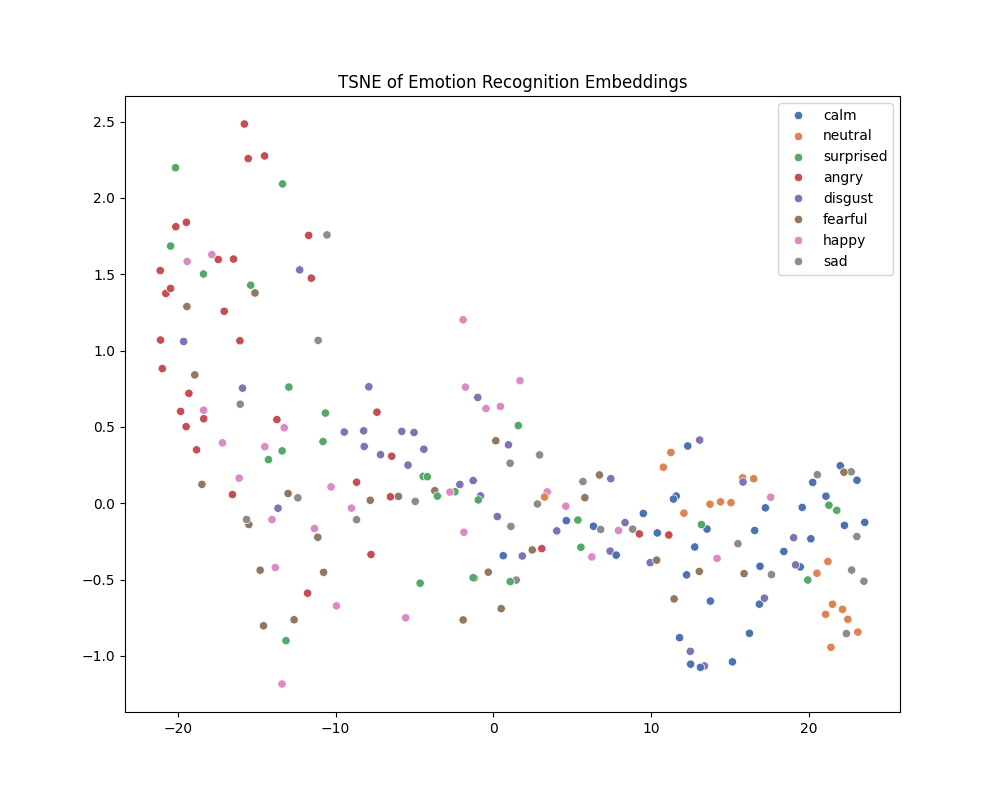 TSNE of Emotion Recognition Embeddings
calm
neutral
surprised
angry
disgust
fearful
happy
sad
2.5
2.0
1.5
1.0
0.5
0.0
−0.5
−1.0
−20
−10
0
10
20